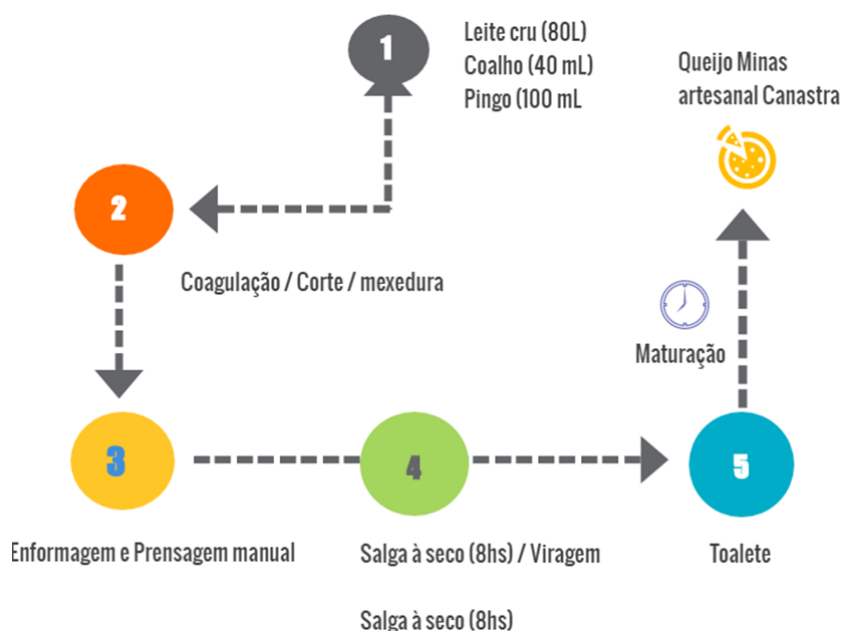 1
Leite cru (80L)
Coalho (40 mL)
Pingo (100 mL
Queijo Minas
artesanal Canastra
2
Coagulação / Corte / mexedura
Maturação
3
4
5
Enformagem e Prensagem manual
Salga à seco (8hs) / Viragem
Toalete
Salga à seco (8hs)